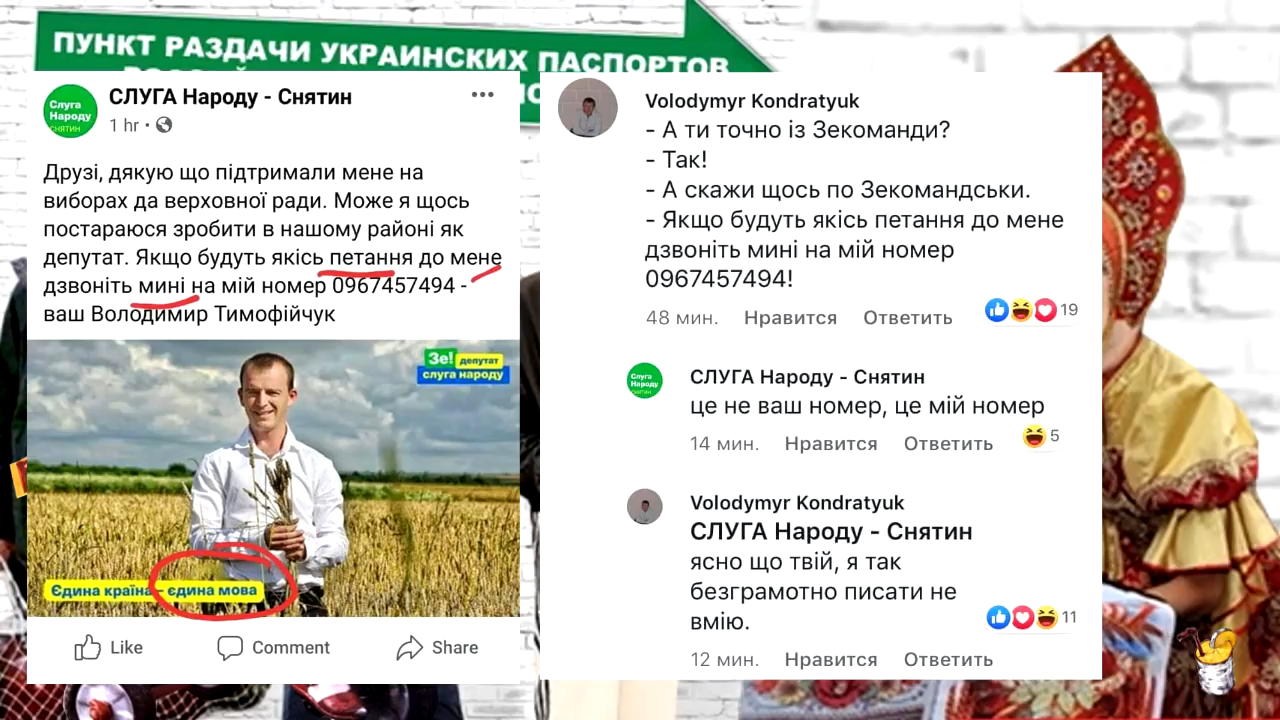 ПУНКТ РАЗДАЧИ УКРАИНСКИХ ПАСПОРТОВ
Слуга
Народу
СНЯТИН
СЛУГА Народу - Снятин
1 hr
Друзі, дякую що підтримали мене на
виборах да верховної ради. Може я щось
постараюся зробити в нашому районі як
депутат. Якщо будуть якісь петання до мене
дзвоніть мині на мій номер 0967457494 -
ваш Володимир Тимофійчук
Зе! депутат
слуга народу
Єдина країна - єдина мова
Like
Comment
Share
Volodymyr Kondratyuk
- А ти точно із Зекоманди?
- Так!
- А скажи щось по Зекомандськи.
- Якщо будуть якісь петання до мене
дзвоніть мині на мій номер
0967457494!
48 мин. Нравится Ответить 19
Слуга
Народу
СНЯТИН
СЛУГА Народу - Снятин
це не ваш номер, це мій номер
14 мин. Нравится Ответить 5
Volodymyr Kondratyuk
СЛУГА Народу - Снятин
ясно що твій, я так
безграмотно писати не
вмію. 11
12 мин. Нравится Ответить